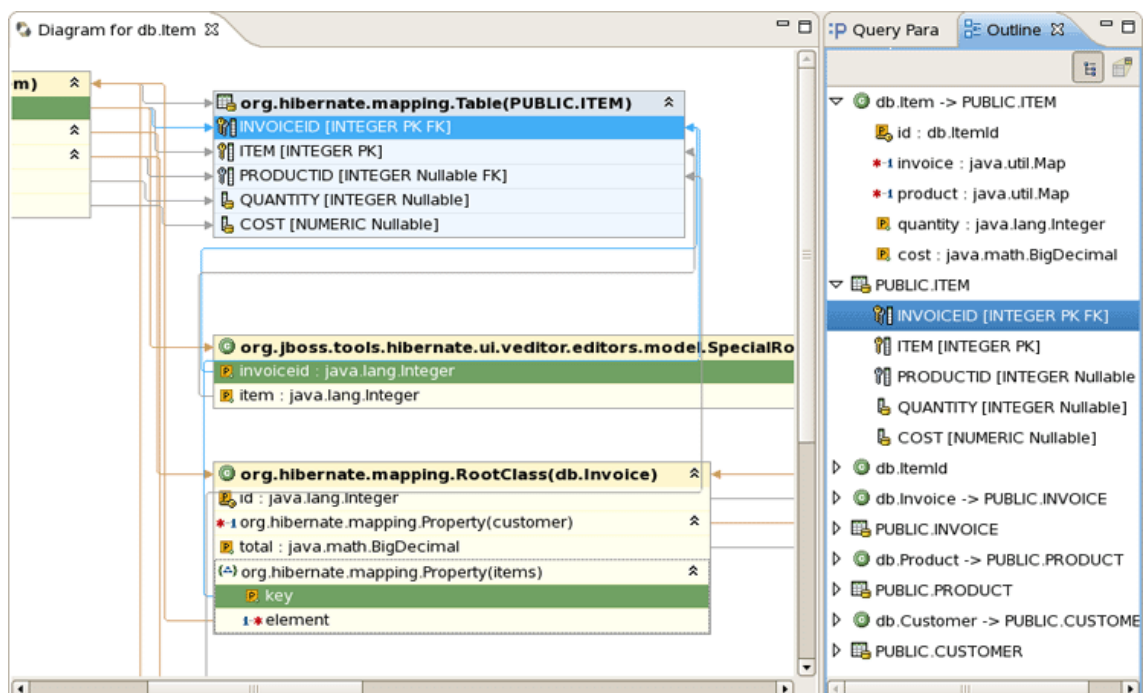 Diagram for db.Item
m)
org.hibernate.mapping.Table(PUBLIC.ITEM)
INVOICEID [INTEGER PK FK]
ITEM [INTEGER PK]
PRODUCTID [INTEGER Nullable FK]
QUANTITY [INTEGER Nullable]
COST [NUMERIC Nullable]
org.jboss.tools.hibernate.ui.veditor.editors.model.SpecialRo
invoiceid : java.lang.Integer
item : java.lang.Integer
org.hibernate.mapping.RootClass(db.Invoice)
id : java.lang.Integer
org.hibernate.mapping.Property(customer)
total : java.math.BigDecimal
org.hibernate.mapping.Property(items)
key
element
Query Para
Outline
db.Item -> PUBLIC.ITEM
id : db.ItemId
invoice : java.util.Map
product : java.util.Map
quantity : java.lang.Integer
cost : java.math.BigDecimal
PUBLIC.ITEM
INVOICEID [INTEGER PK FK]
ITEM [INTEGER PK]
PRODUCTID [INTEGER Nullable
QUANTITY [INTEGER Nullable]
COST [NUMERIC Nullable]
db.ItemId
db.Invoice -> PUBLIC.INVOICE
PUBLIC.INVOICE
db.Product -> PUBLIC.PRODUCT
PUBLIC.PRODUCT
db.Customer -> PUBLIC.CUSTOME
PUBLIC.CUSTOMER